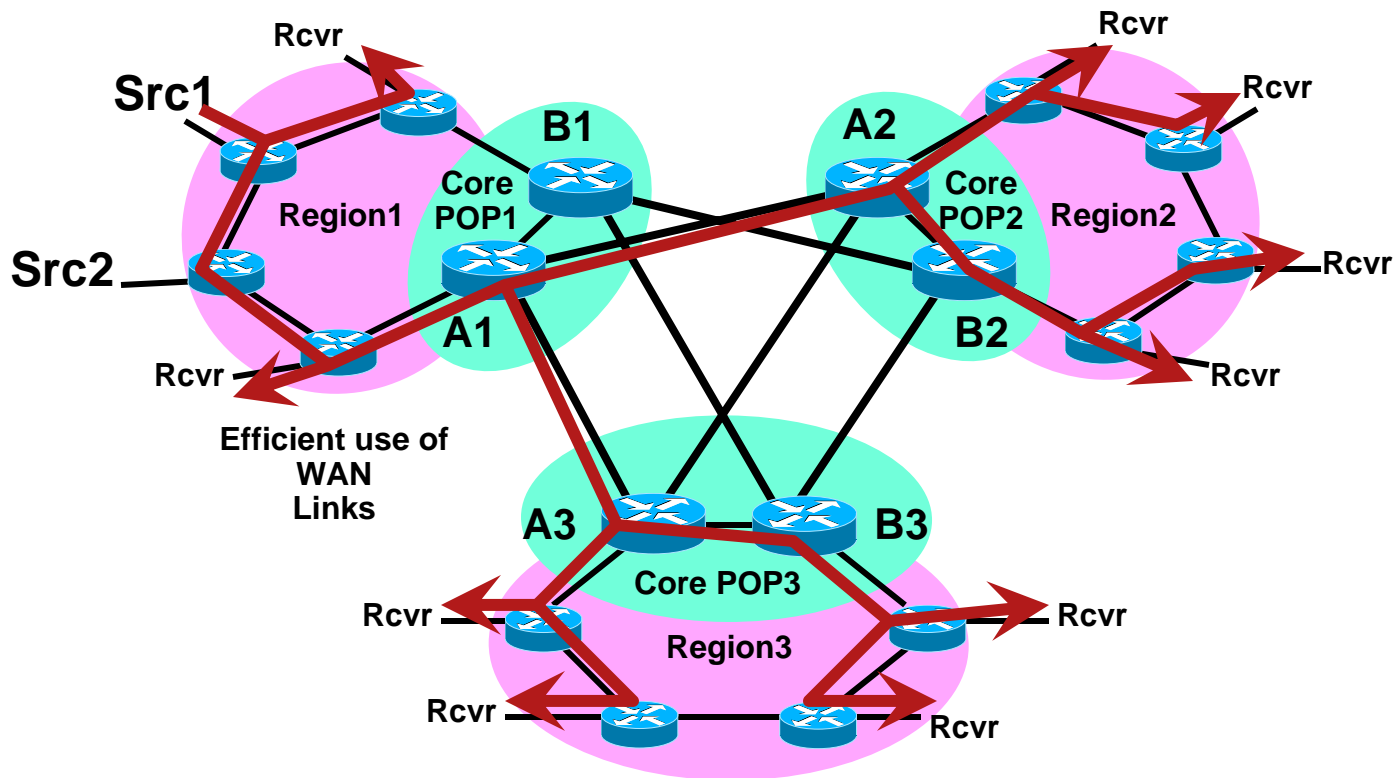 Rcvr
Src1
B1
Core
POP1
Region1
Src2
A1
Rcvr
Rcvr
Rcvr
A2
Core
POP2
Region2
Rcvr
B2
Rcvr
Efficient use of
WAN
Links
A3
B3
Core POP3
Rcvr
Rcvr
Region3
Rcvr
Rcvr